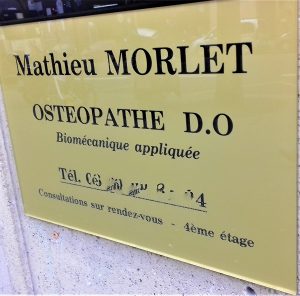 Mathieu MORLET
OSTEOPATHE D.O
Biomécanique appliquée
Tél.
Consultations sur rendez-vous - 4ème étage